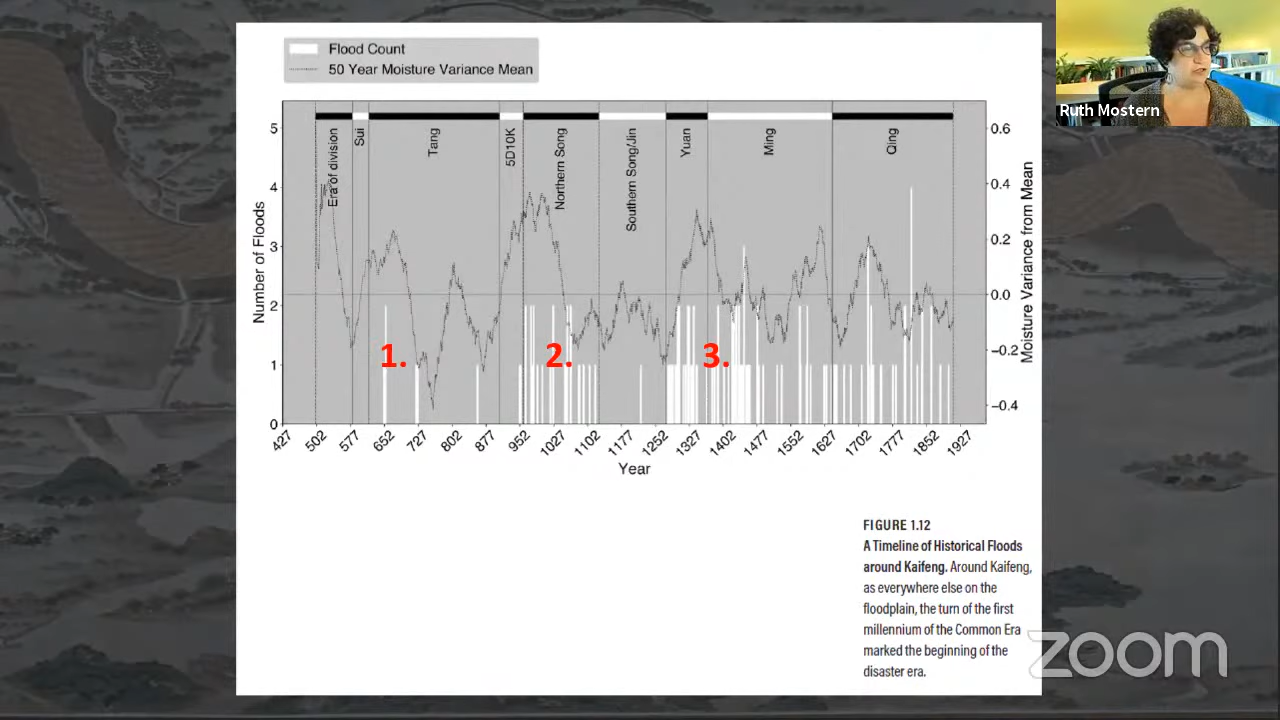 Flood Count
50 Year Moisture Variance Mean
Ruth Mostern
Era of division
Sui
Tang
5D10K
Northern Song
Southern Song/Jin
Yuan
Ming
Qing
5
4
3
2
1
0
Number of Floods
0.6
0.4
0.2
0.0
−0.2
−0.4
Moisture Variance from Mean
1.
2.
3.
427
502
577
652
727
802
877
952
1027
1102
1177
1252
1327
1402
1477
1552
1627
1702
1777
1852
1927
Year
FIGURE 1.12
A Timeline of Historical Floods
around Kaifeng. Around Kaifeng,
as everywhere else on the
floodplain, the turn of the first
millennium of the Common Era
marked the beginning of the
disaster era.
zoom